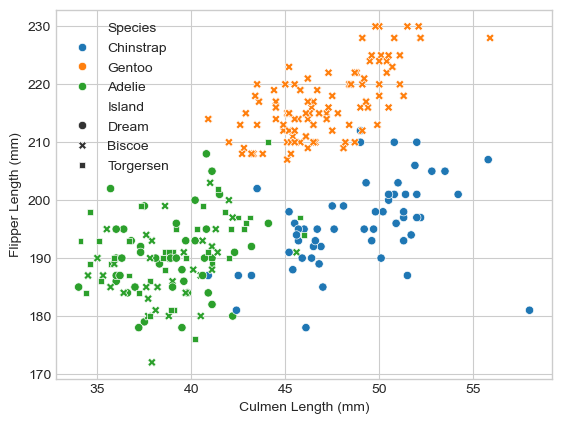 230
220
210
200
190
180
170
Flipper Length (mm)
Species
Chinstrap
Gentoo
Adelie
Island
Dream
Biscoe
Torgersen
35
40
45
50
55
Culmen Length (mm)